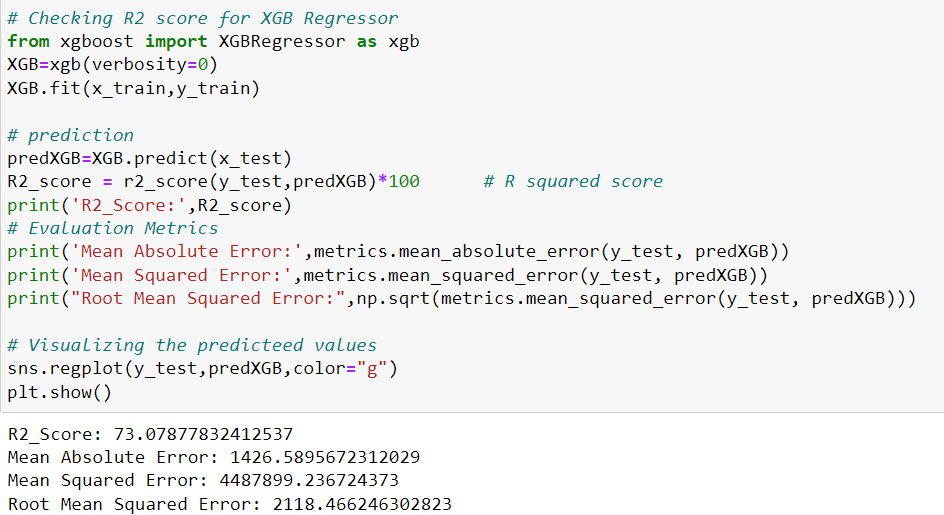 # Checking R2 score for XGB Regressor
from xgboost import XGBRegressor as xgb
XGB=xgb(verbosity=0)
XGB.fit(x_train,y_train)
# prediction
predXGB=XGB.predict(x_test)
R2_score = r2_score(y_test,predXGB)*100      # R squared score
print('R2_Score:',R2_score)
# Evaluation Metrics
print('Mean Absolute Error:',metrics.mean_absolute_error(y_test, predXGB))
print('Mean Squared Error:',metrics.mean_squared_error(y_test, predXGB))
print("Root Mean Squared Error:",np.sqrt(metrics.mean_squared_error(y_test, predXGB)))
# Visualizing the predicteed values
sns.regplot(y_test,predXGB,color="g")
plt.show()
R2_Score: 73.07877832412537
Mean Absolute Error: 1426.5895672312029
Mean Squared Error: 4487899.236724373
Root Mean Squared Error: 2118.466246302823